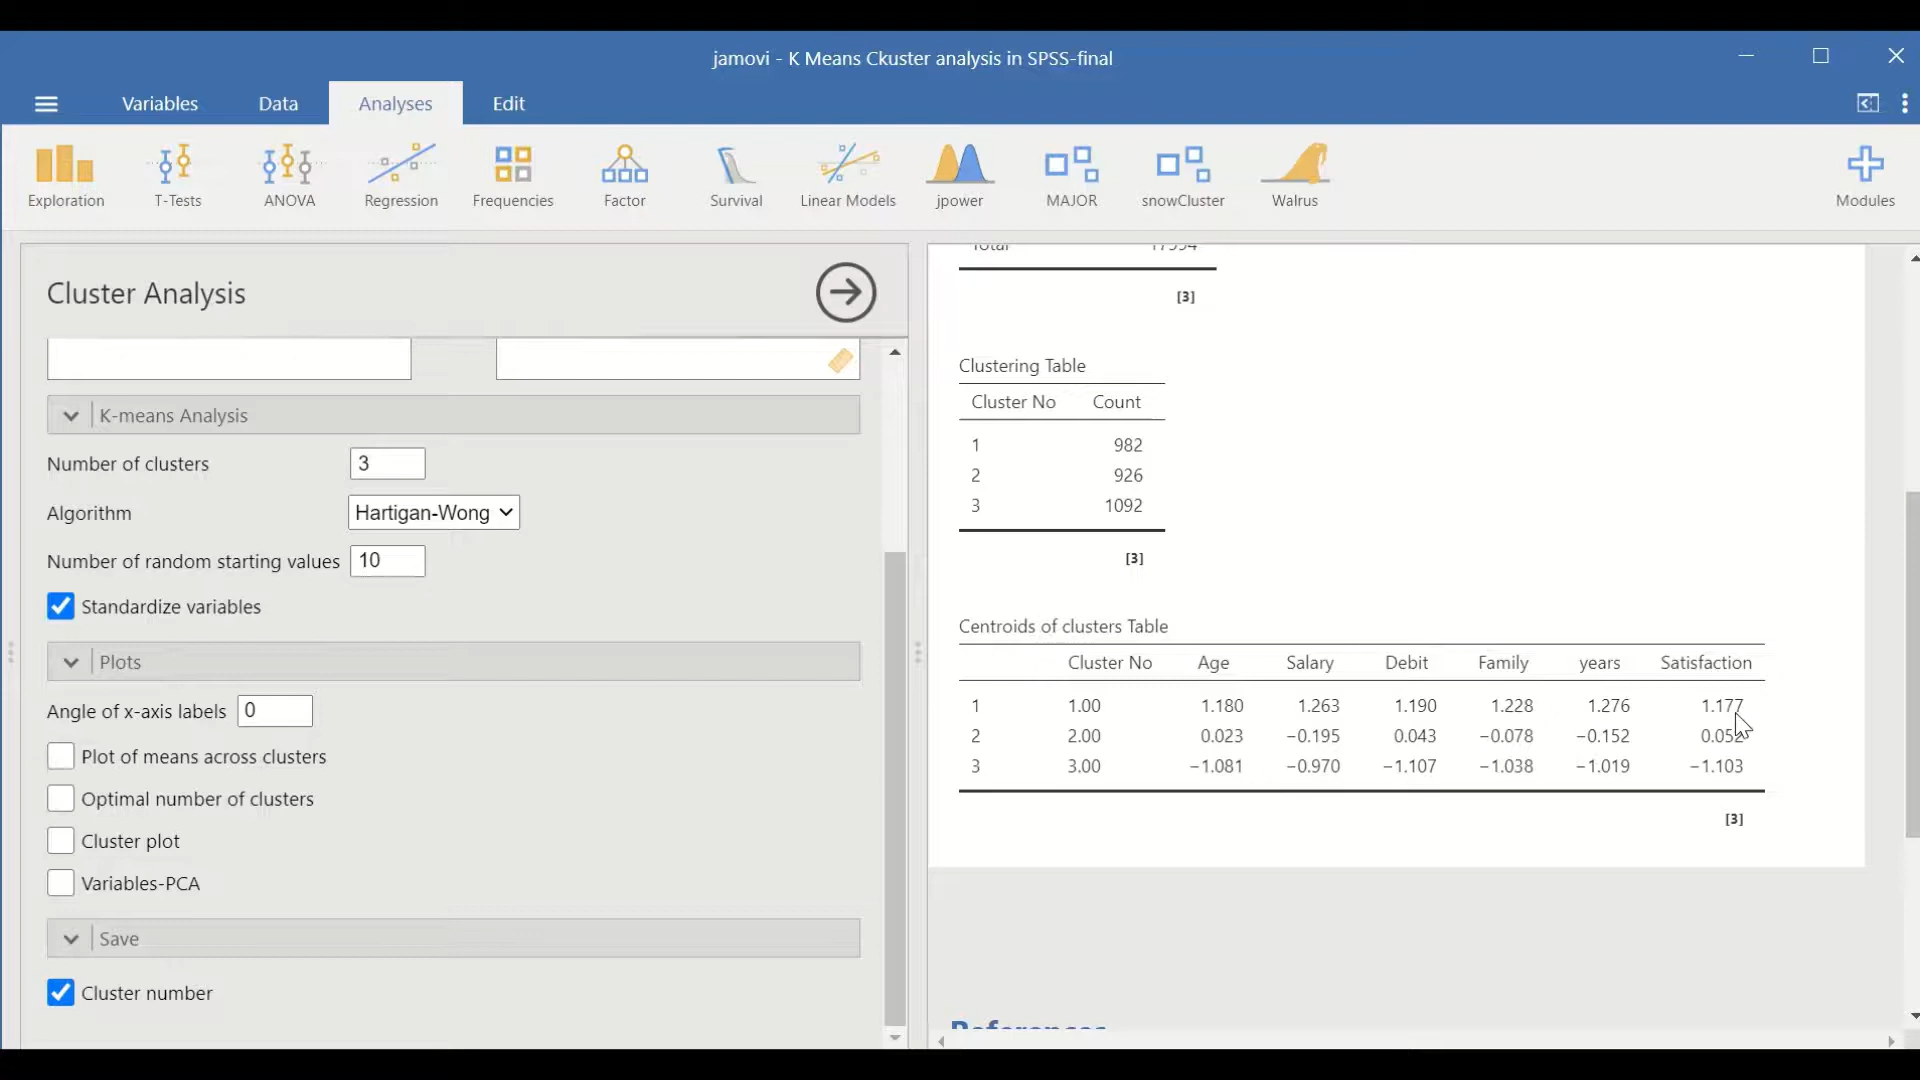 jamovi - K Means Ckuster analysis in SPSS-final
Variables Data Analyses Edit
Exploration T-Tests ANOVA Regression Frequencies Factor Survival Linear Models jpower MAJOR snowCluster Walrus Modules
Cluster Analysis
K-means Analysis
Number of clusters 3
Algorithm Hartigan-Wong
Number of random starting values 10
Standardize variables
Plots
Angle of x-axis labels 0
Plot of means across clusters
Optimal number of clusters
Cluster plot
Variables-PCA
Save
Cluster number
Total 17994
[3]
Clustering Table
Cluster No Count
1 982
2 926
3 1092
[3]
Centroids of clusters Table
Cluster No Age Salary Debit Family years Satisfaction
1 1.00 1.180 1.263 1.190 1.228 1.276 1.177
2 2.00 0.023 −0.195 0.043 −0.078 −0.152 0.052
3 3.00 −1.081 −0.970 −1.107 −1.038 −1.019 −1.103
[3]
References